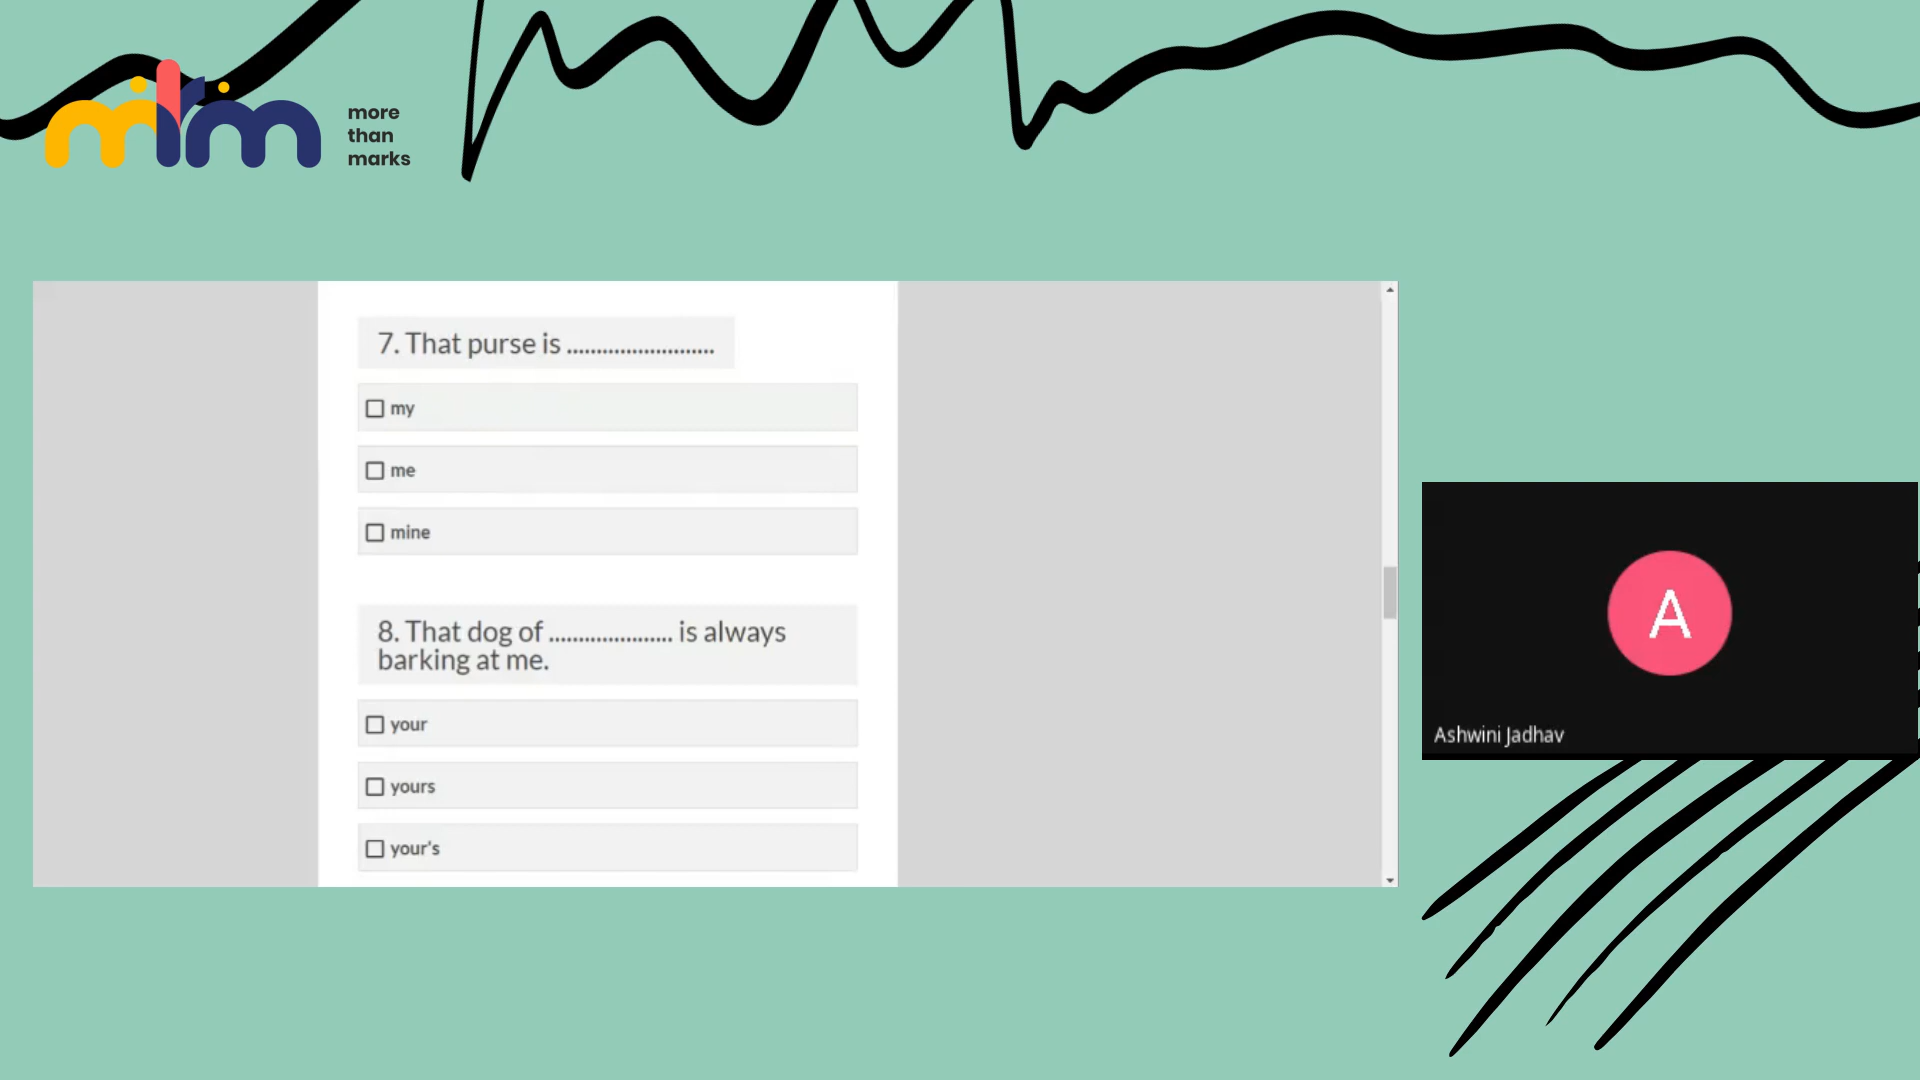 mtm
more
than
marks
7. That purse is .........................
my
me
mine
8. That dog of ..................... is always
barking at me.
your
yours
your's
A
Ashwini Jadhav